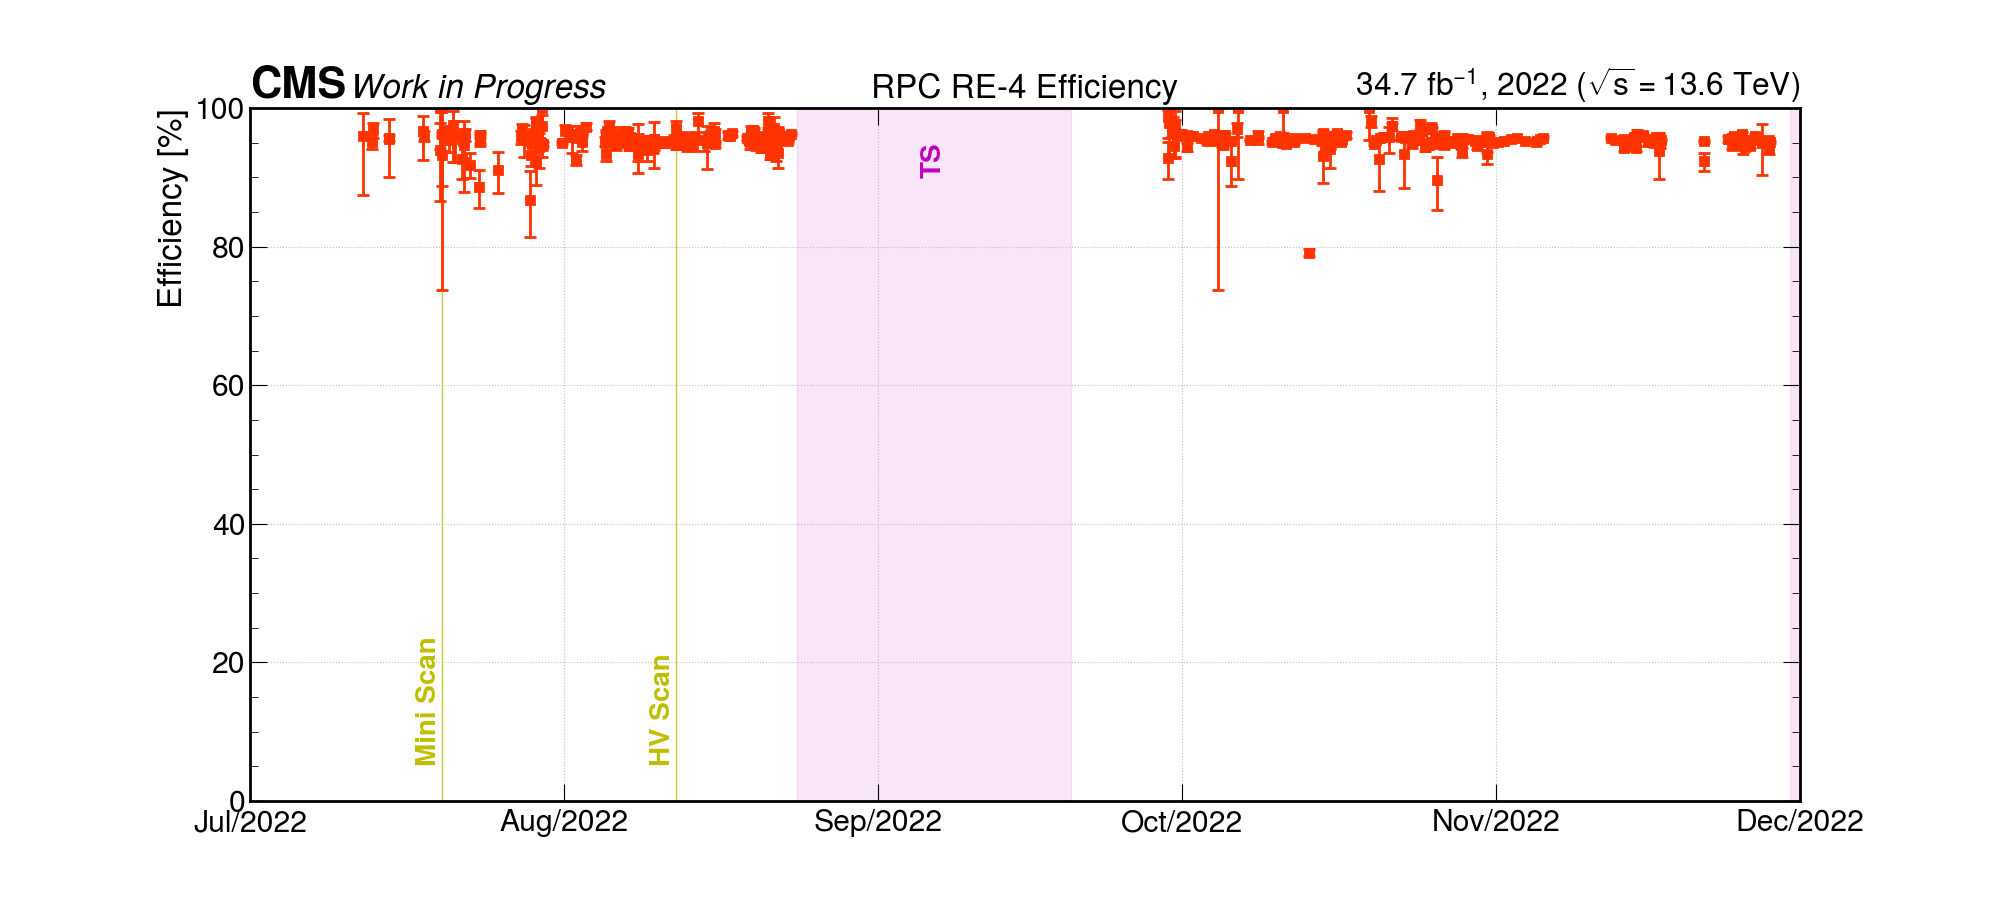 CMS Work in Progress
RPC RE-4 Efficiency
34.7 fb⁻¹, 2022 (√s = 13.6 TeV)
Efficiency [%]
100
80
60
40
20
0
TS
Mini Scan
HV Scan
Jul/2022
Aug/2022
Sep/2022
Oct/2022
Nov/2022
Dec/2022